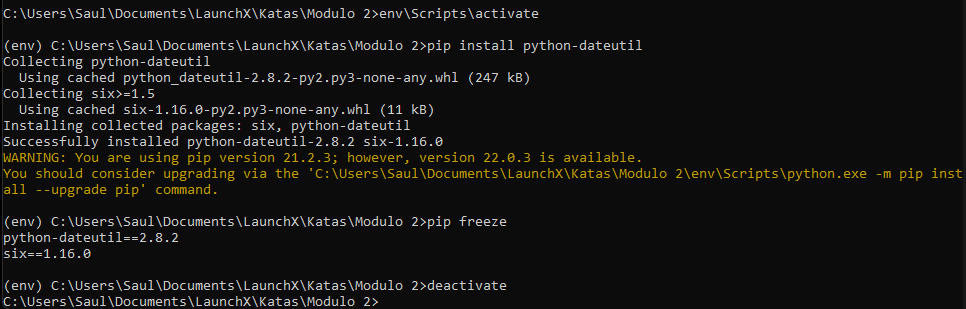 C:\Users\Saul\Documents\LaunchX\Katas\Modulo 2>env\Scripts\activate
(env) C:\Users\Saul\Documents\LaunchX\Katas\Modulo 2>pip install python-dateutil
Collecting python-dateutil
  Using cached python_dateutil-2.8.2-py2.py3-none-any.whl (247 kB)
Collecting six>=1.5
  Using cached six-1.16.0-py2.py3-none-any.whl (11 kB)
Installing collected packages: six, python-dateutil
Successfully installed python-dateutil-2.8.2 six-1.16.0
WARNING: You are using pip version 21.2.3; however, version 22.0.3 is available.
You should consider upgrading via the 'C:\Users\Saul\Documents\LaunchX\Katas\Modulo 2\env\Scripts\python.exe -m pip inst
all --upgrade pip' command.
(env) C:\Users\Saul\Documents\LaunchX\Katas\Modulo 2>pip freeze
python-dateutil==2.8.2
six==1.16.0
(env) C:\Users\Saul\Documents\LaunchX\Katas\Modulo 2>deactivate
C:\Users\Saul\Documents\LaunchX\Katas\Modulo 2>